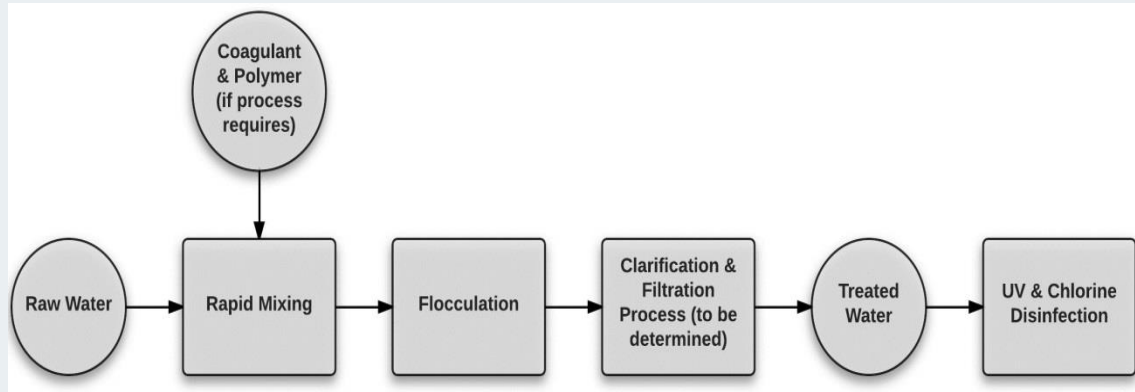 Coagulant
& Polymer
(if process
requires)
Raw Water
Rapid Mixing
Flocculation
Clarification &
Filtration
Process (to be
determined)
Treated
Water
UV & Chlorine
Disinfection